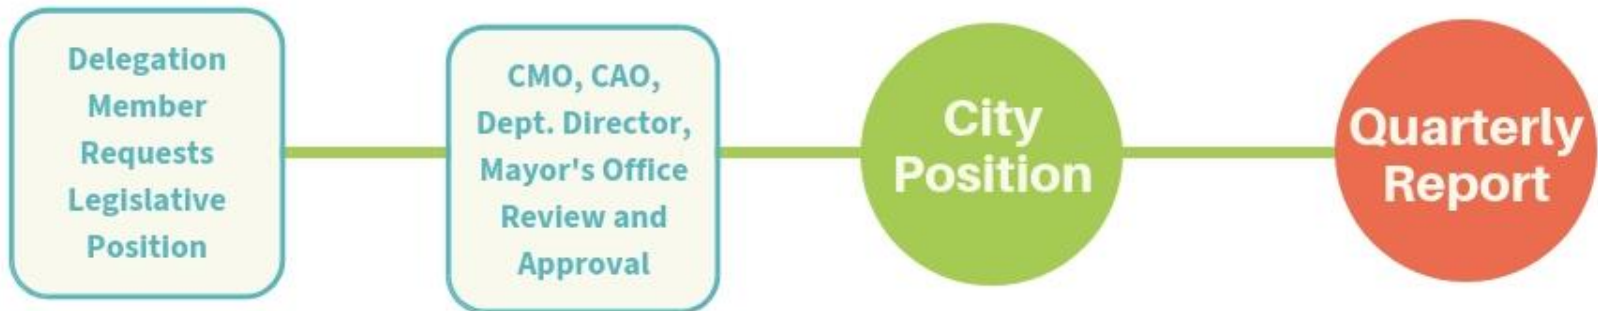 Delegation
Member
Requests
Legislative
Position
CMO, CAO,
Dept. Director,
Mayor's Office
Review and
Approval
City
Position
Quarterly
Report